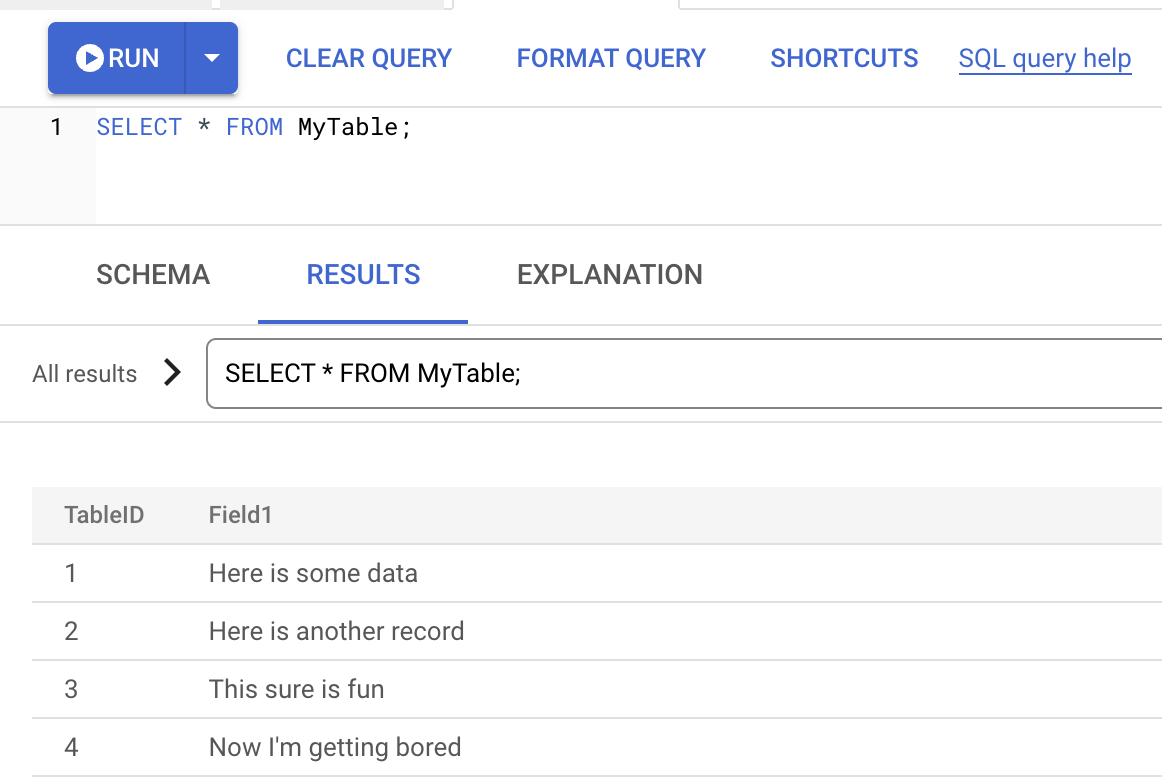 RUN CLEAR QUERY FORMAT QUERY SHORTCUTS SQL query help
1 SELECT * FROM MyTable;
SCHEMA RESULTS EXPLANATION
All results SELECT * FROM MyTable;
TableID Field1
1 Here is some data
2 Here is another record
3 This sure is fun
4 Now I'm getting bored